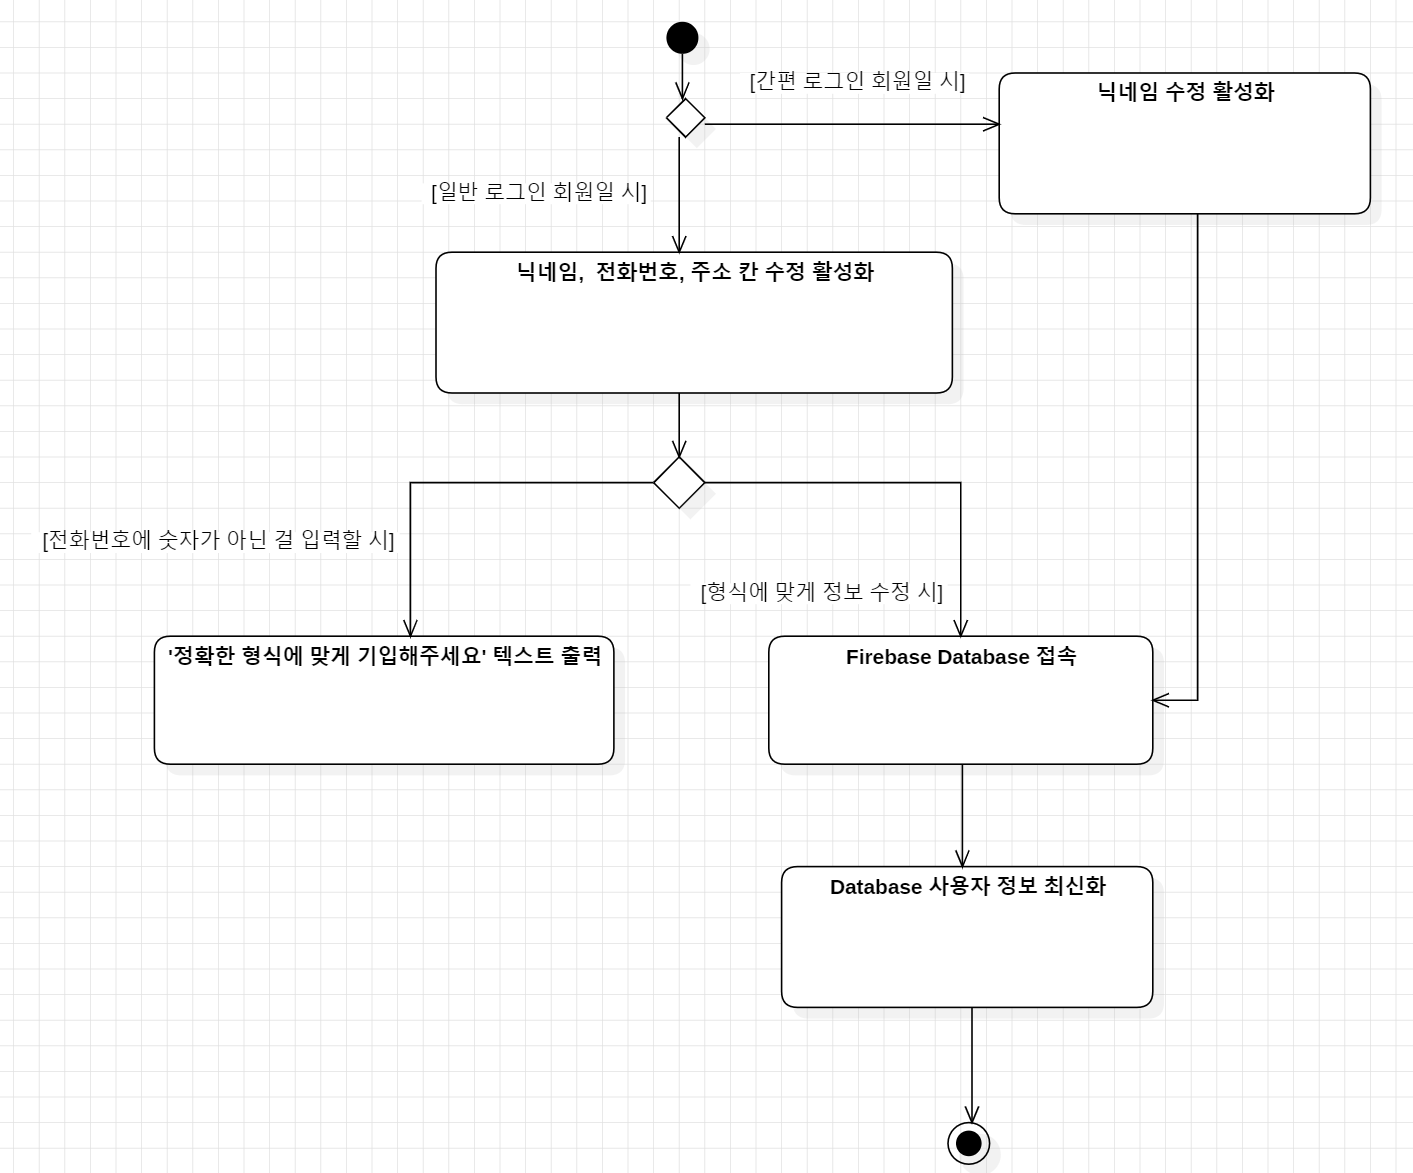 [간편 로그인 회원일 시]
닉네임 수정 활성화
[일반 로그인 회원일 시]
닉네임,  전화번호, 주소 칸 수정 활성화
[전화번호에 숫자가 아닌 걸 입력할 시]
[형식에 맞게 정보 수정 시]
'정확한 형식에 맞게 기입해주세요' 텍스트 출력
Firebase Database 접속
Database 사용자 정보 최신화